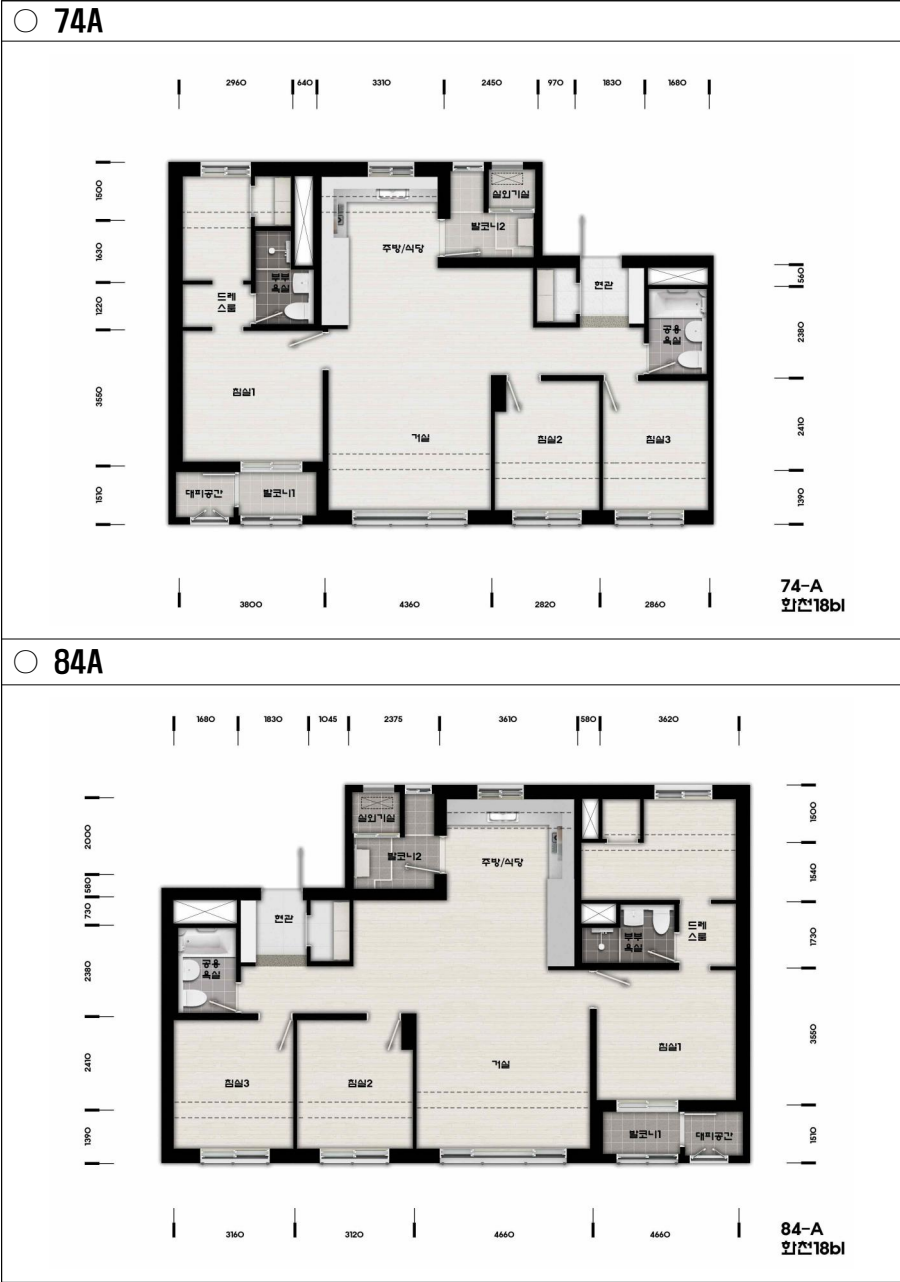 ○ 74A
2960 640 3310 2450 970 1830 1680
1500
1630
1220
3550
1510
실외기실
발코니2
주방/식당
현관
부부
욕실
드레
스룸
공용
욕실
침실1
거실
침실2
침실3
대피공간
발코니1
560
2380
2410
1390
3800 4360 2820 2860
74-A
화천18bl
○ 84A
1680 1830 1045 2375 3610 580 3620
2000
580
730
2380
2410
1390
실외기실
발코니2
주방/식당
현관
드레
스룸
부부
욕실
공용
욕실
침실1
거실
침실3
침실2
발코니1
대피공간
1500
1540
1730
3550
1510
3160 3120 4660 4660
84-A
화천18bl